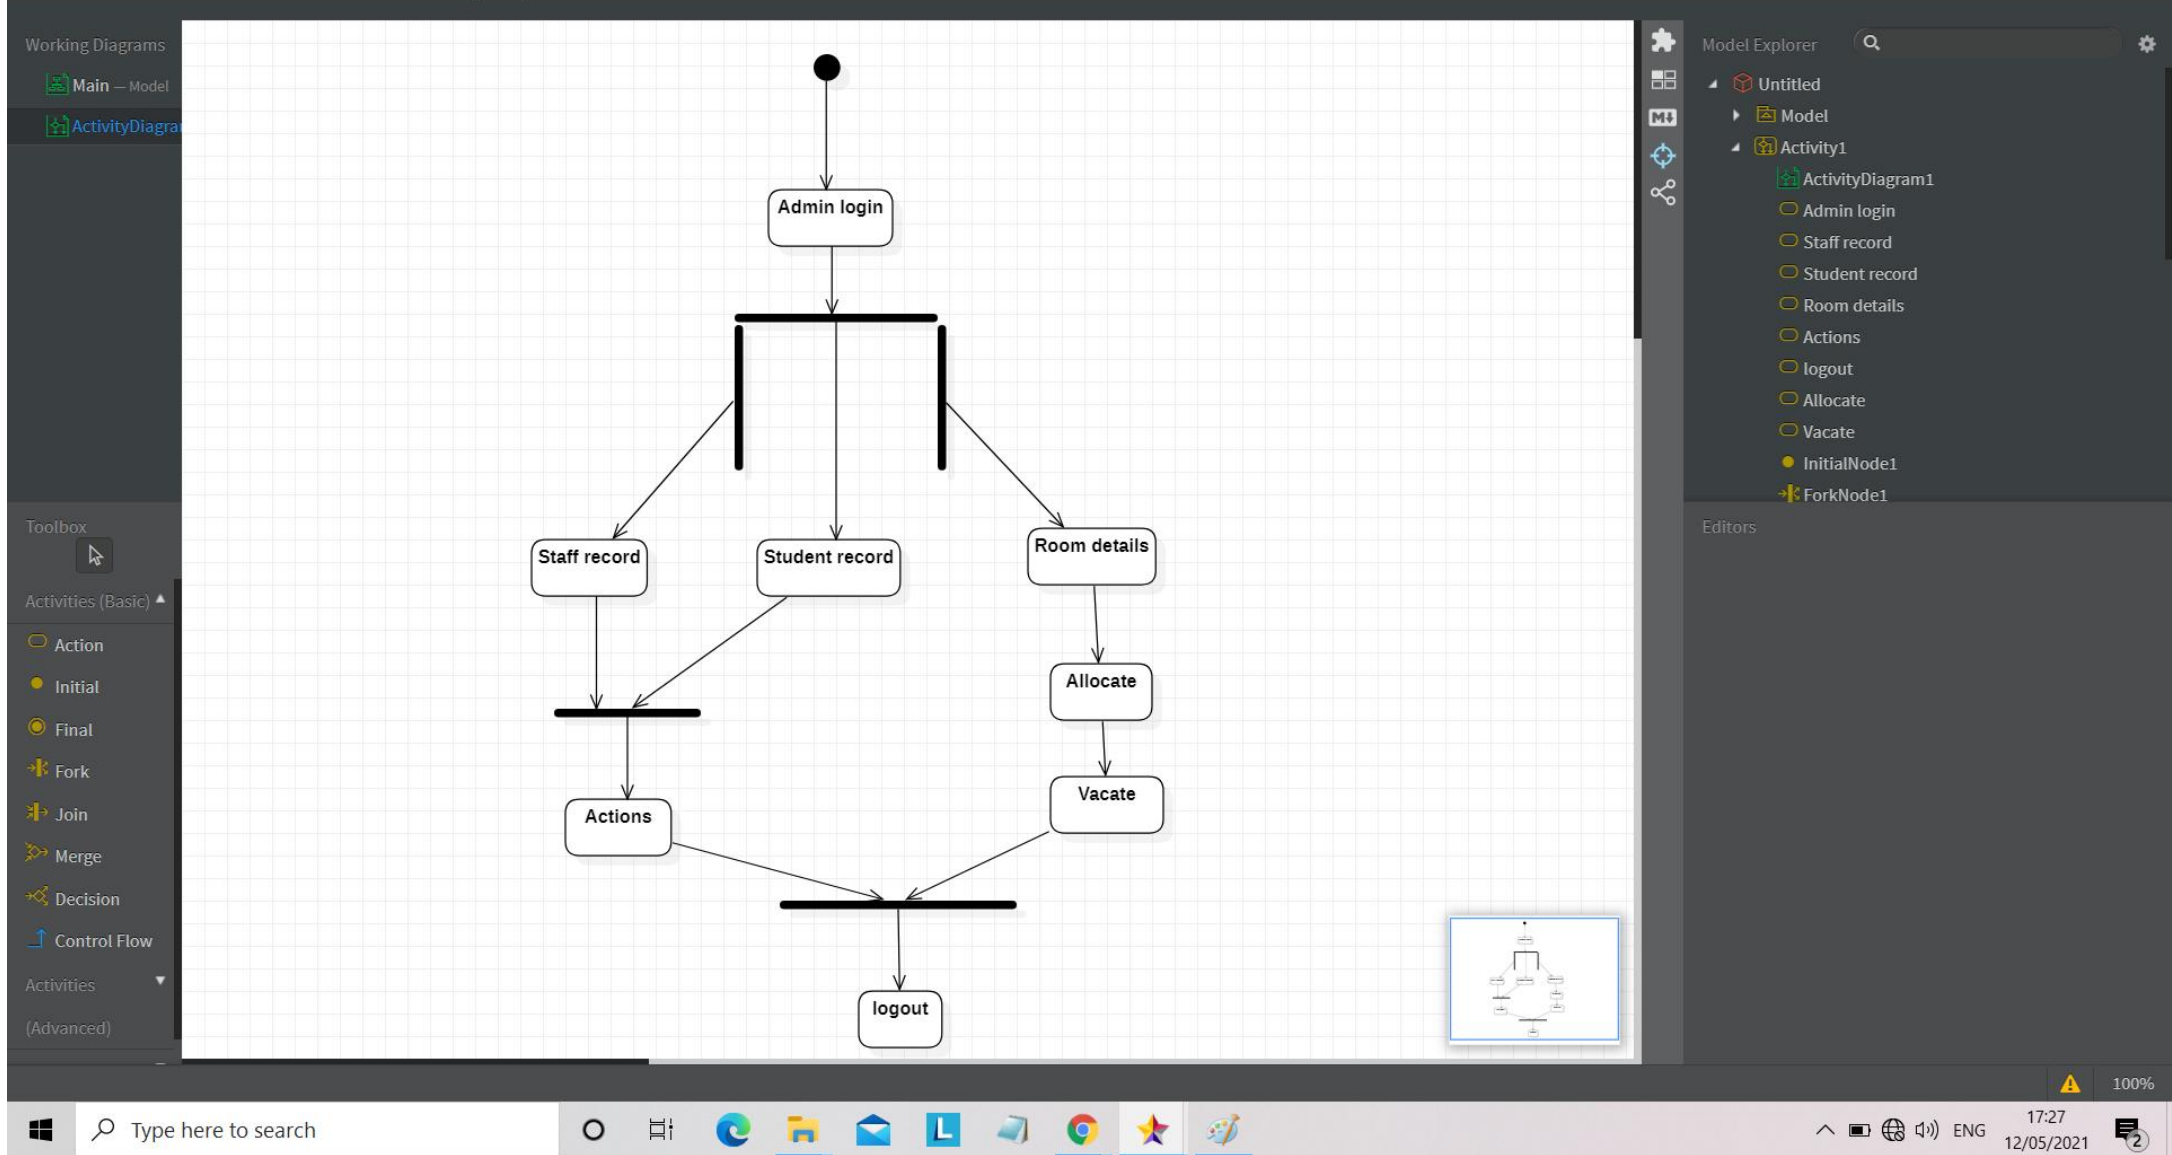 Working Diagrams
Main — Model
ActivityDiagra
Toolbox
Activities (Basic)
Action
Initial
Final
Fork
Join
Merge
Decision
Control Flow
Activities
(Advanced)
Admin login
Staff record
Student record
Room details
Allocate
Vacate
Actions
logout
M
Model Explorer
Untitled
Model
Activity1
ActivityDiagram1
Admin login
Staff record
Student record
Room details
Actions
logout
Allocate
Vacate
InitialNode1
ForkNode1
Editors
100%
Type here to search
L
ENG
17:27
12/05/2021
2